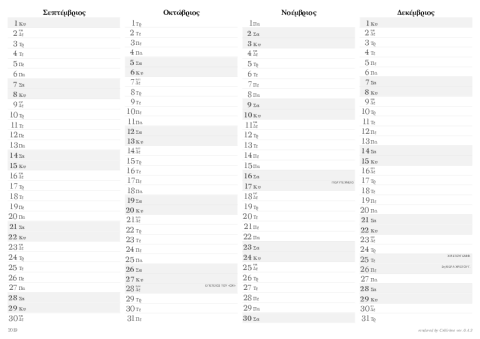 Σεπτέμβριος
1 Κυ
2 Δε
3 Τρ
4 Τε
5 Πε
6 Πα
7 Σα
8 Κυ
9 Δε
10 Τρ
11 Τε
12 Πε
13 Πα
14 Σα
15 Κυ
16 Δε
17 Τρ
18 Τε
19 Πε
20 Πα
21 Σα
22 Κυ
23 Δε
24 Τρ
25 Τε
26 Πε
27 Πα
28 Σα
29 Κυ
30 Δε
Οκτώβριος
1 Τρ
2 Τε
3 Πε
4 Πα
5 Σα
6 Κυ
7 Δε
8 Τρ
9 Τε
10 Πε
11 Πα
12 Σα
13 Κυ
14 Δε
15 Τρ
16 Τε
17 Πε
18 Πα
19 Σα
20 Κυ
21 Δε
22 Τρ
23 Τε
24 Πε
25 Πα
26 Σα
27 Κυ
28 Δε
29 Τρ
30 Τε
31 Πε
Νοέμβριος
1 Πα
2 Σα
3 Κυ
4 Δε
5 Τρ
6 Τε
7 Πε
8 Πα
9 Σα
10 Κυ
11 Δε
12 Τρ
13 Τε
14 Πε
15 Πα
16 Σα
17 Κυ
18 Δε
19 Τρ
20 Τε
21 Πε
22 Πα
23 Σα
24 Κυ
25 Δε
26 Τρ
27 Τε
28 Πε
29 Πα
30 Σα
Δεκέμβριος
1 Κυ
2 Δε
3 Τρ
4 Τε
5 Πε
6 Πα
7 Σα
8 Κυ
9 Δε
10 Τρ
11 Τε
12 Πε
13 Πα
14 Σα
15 Κυ
16 Δε
17 Τρ
18 Τε
19 Πε
20 Πα
21 Σα
22 Κυ
23 Δε
24 Τρ
25 Τε
26 Πε
27 Πα
28 Σα
29 Κυ
30 Δε
31 Τρ